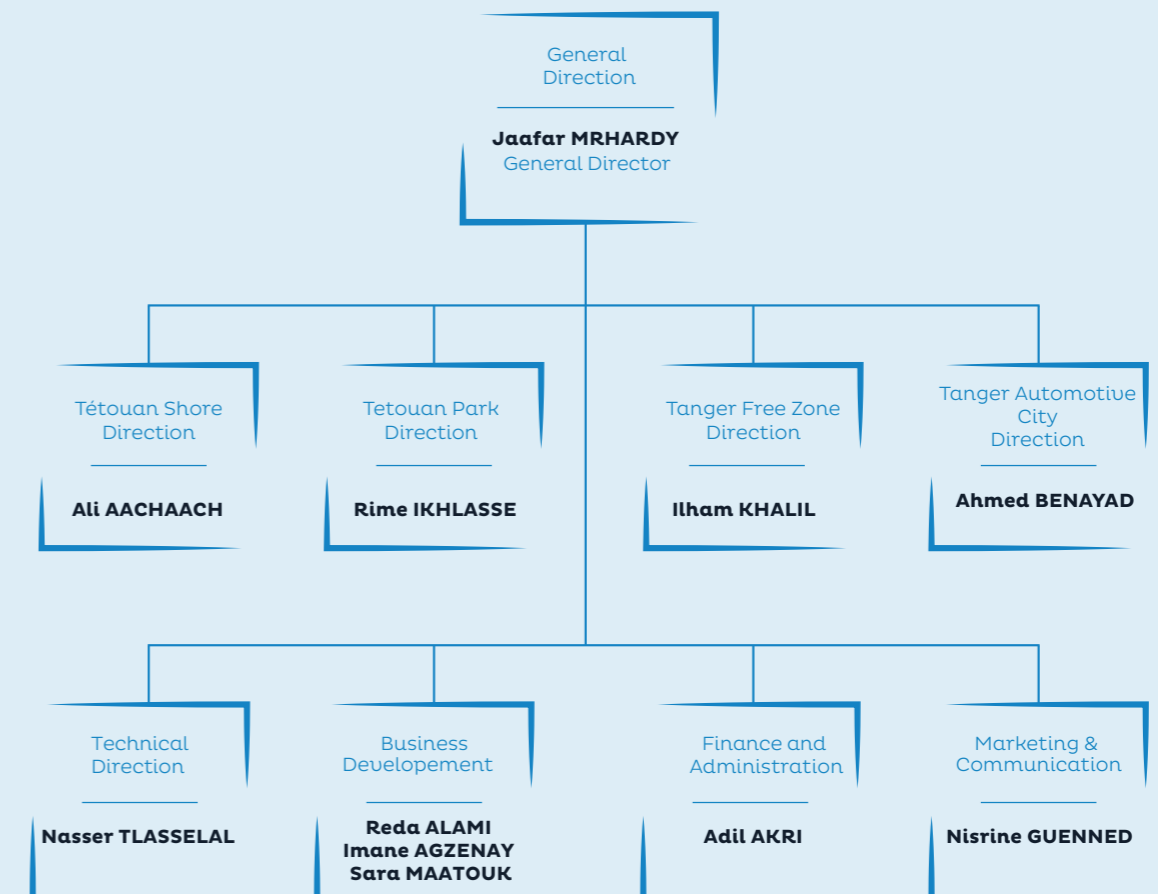 General
Direction
Jaafar MRHARDY
General Director
Tétouan Shore
Direction
Ali AACHAACH
Tetouan Park
Direction
Rime IKHLASSE
Tanger Free Zone
Direction
Ilham KHALIL
Tanger Automotive
City
Direction
Ahmed BENAYAD
Technical
Direction
Nasser TLASSELAL
Business
Developement
Reda ALAMI
Imane AGZENAY
Sara MAATOUK
Finance and
Administration
Adil AKRI
Marketing &
Communication
Nisrine GUENNED